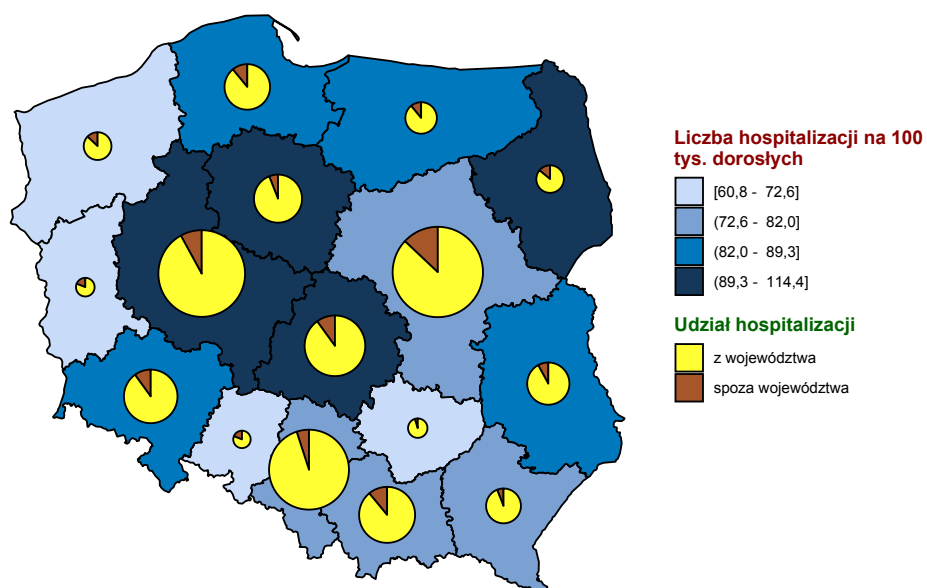 Liczba hospitalizacji na 100
tys. dorosłych
[60,8 - 72,6]
(72,6 - 82,0]
(82,0 - 89,3]
(89,3 - 114,4]
Udział hospitalizacji
z województwa
spoza województwa